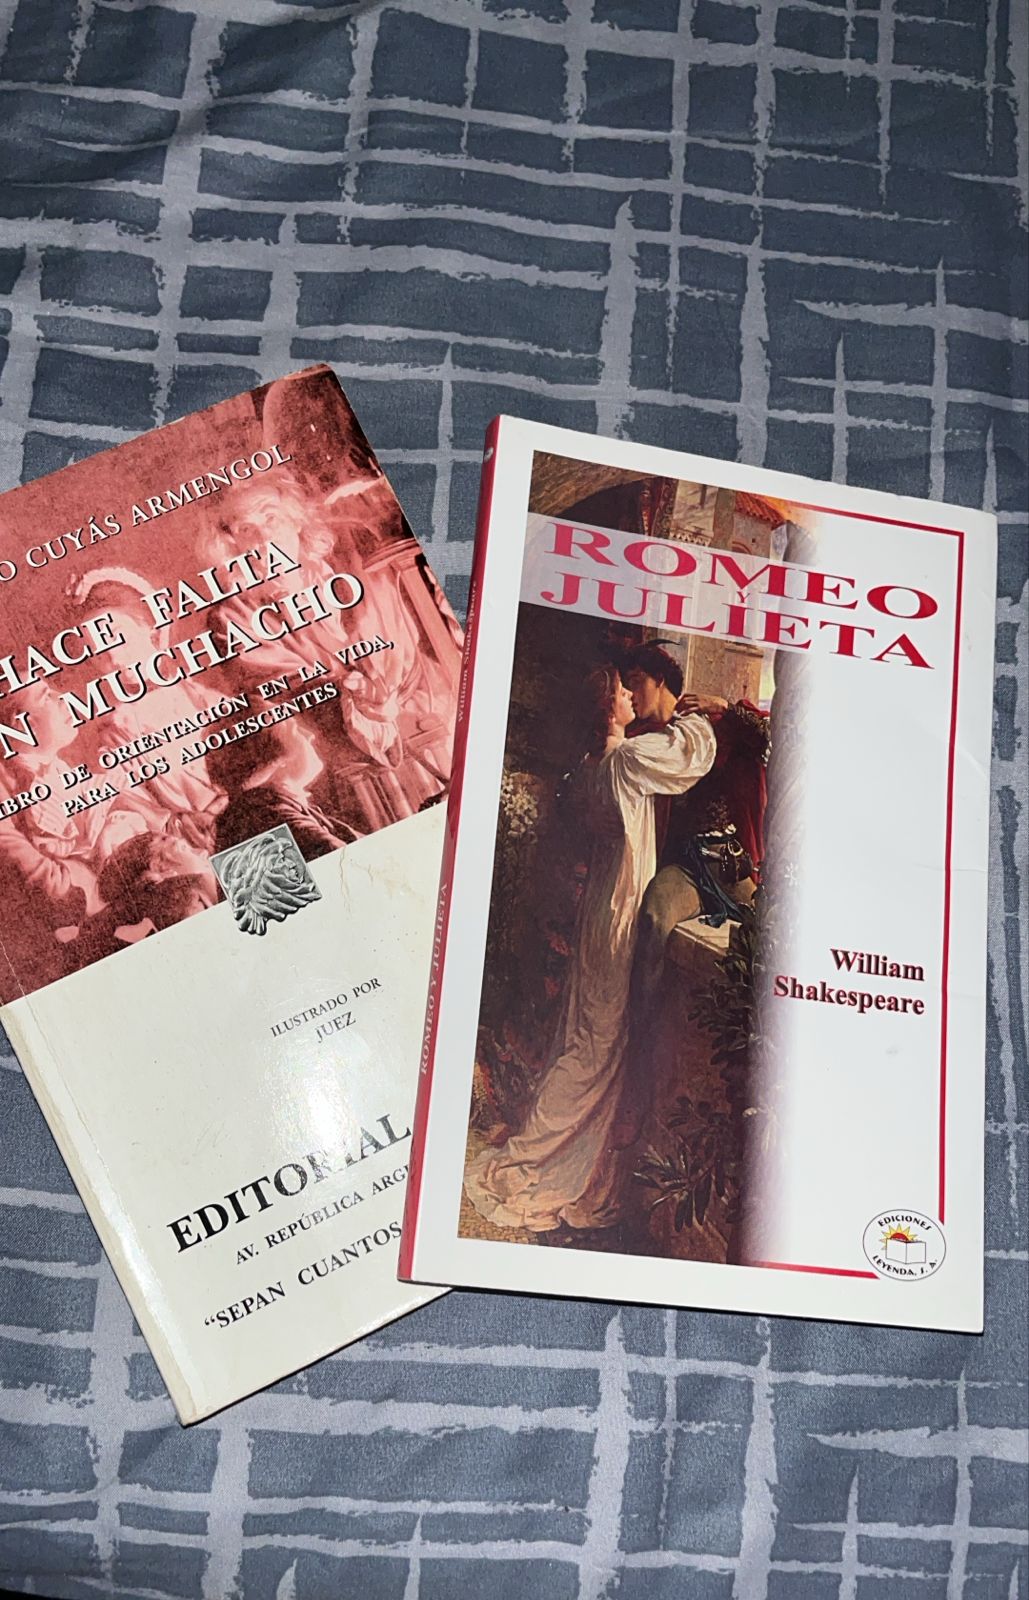 O CUYÁS ARMENGOL
HACE FALTA
N MUCHACHO
IBRO DE ORIENTACIÓN EN LA VIDA,
PARA LOS ADOLESCENTES
ILUSTRADO POR
JUEZ
EDITORIAL
AV. REPÚBLICA ARG
"SEPAN CUANTOS
William Shakespeare
ROMEO Y JULIETA
ROMEO
Y
JULIETA
William
Shakespeare
EDICIONES
LEYENDA, S. A.